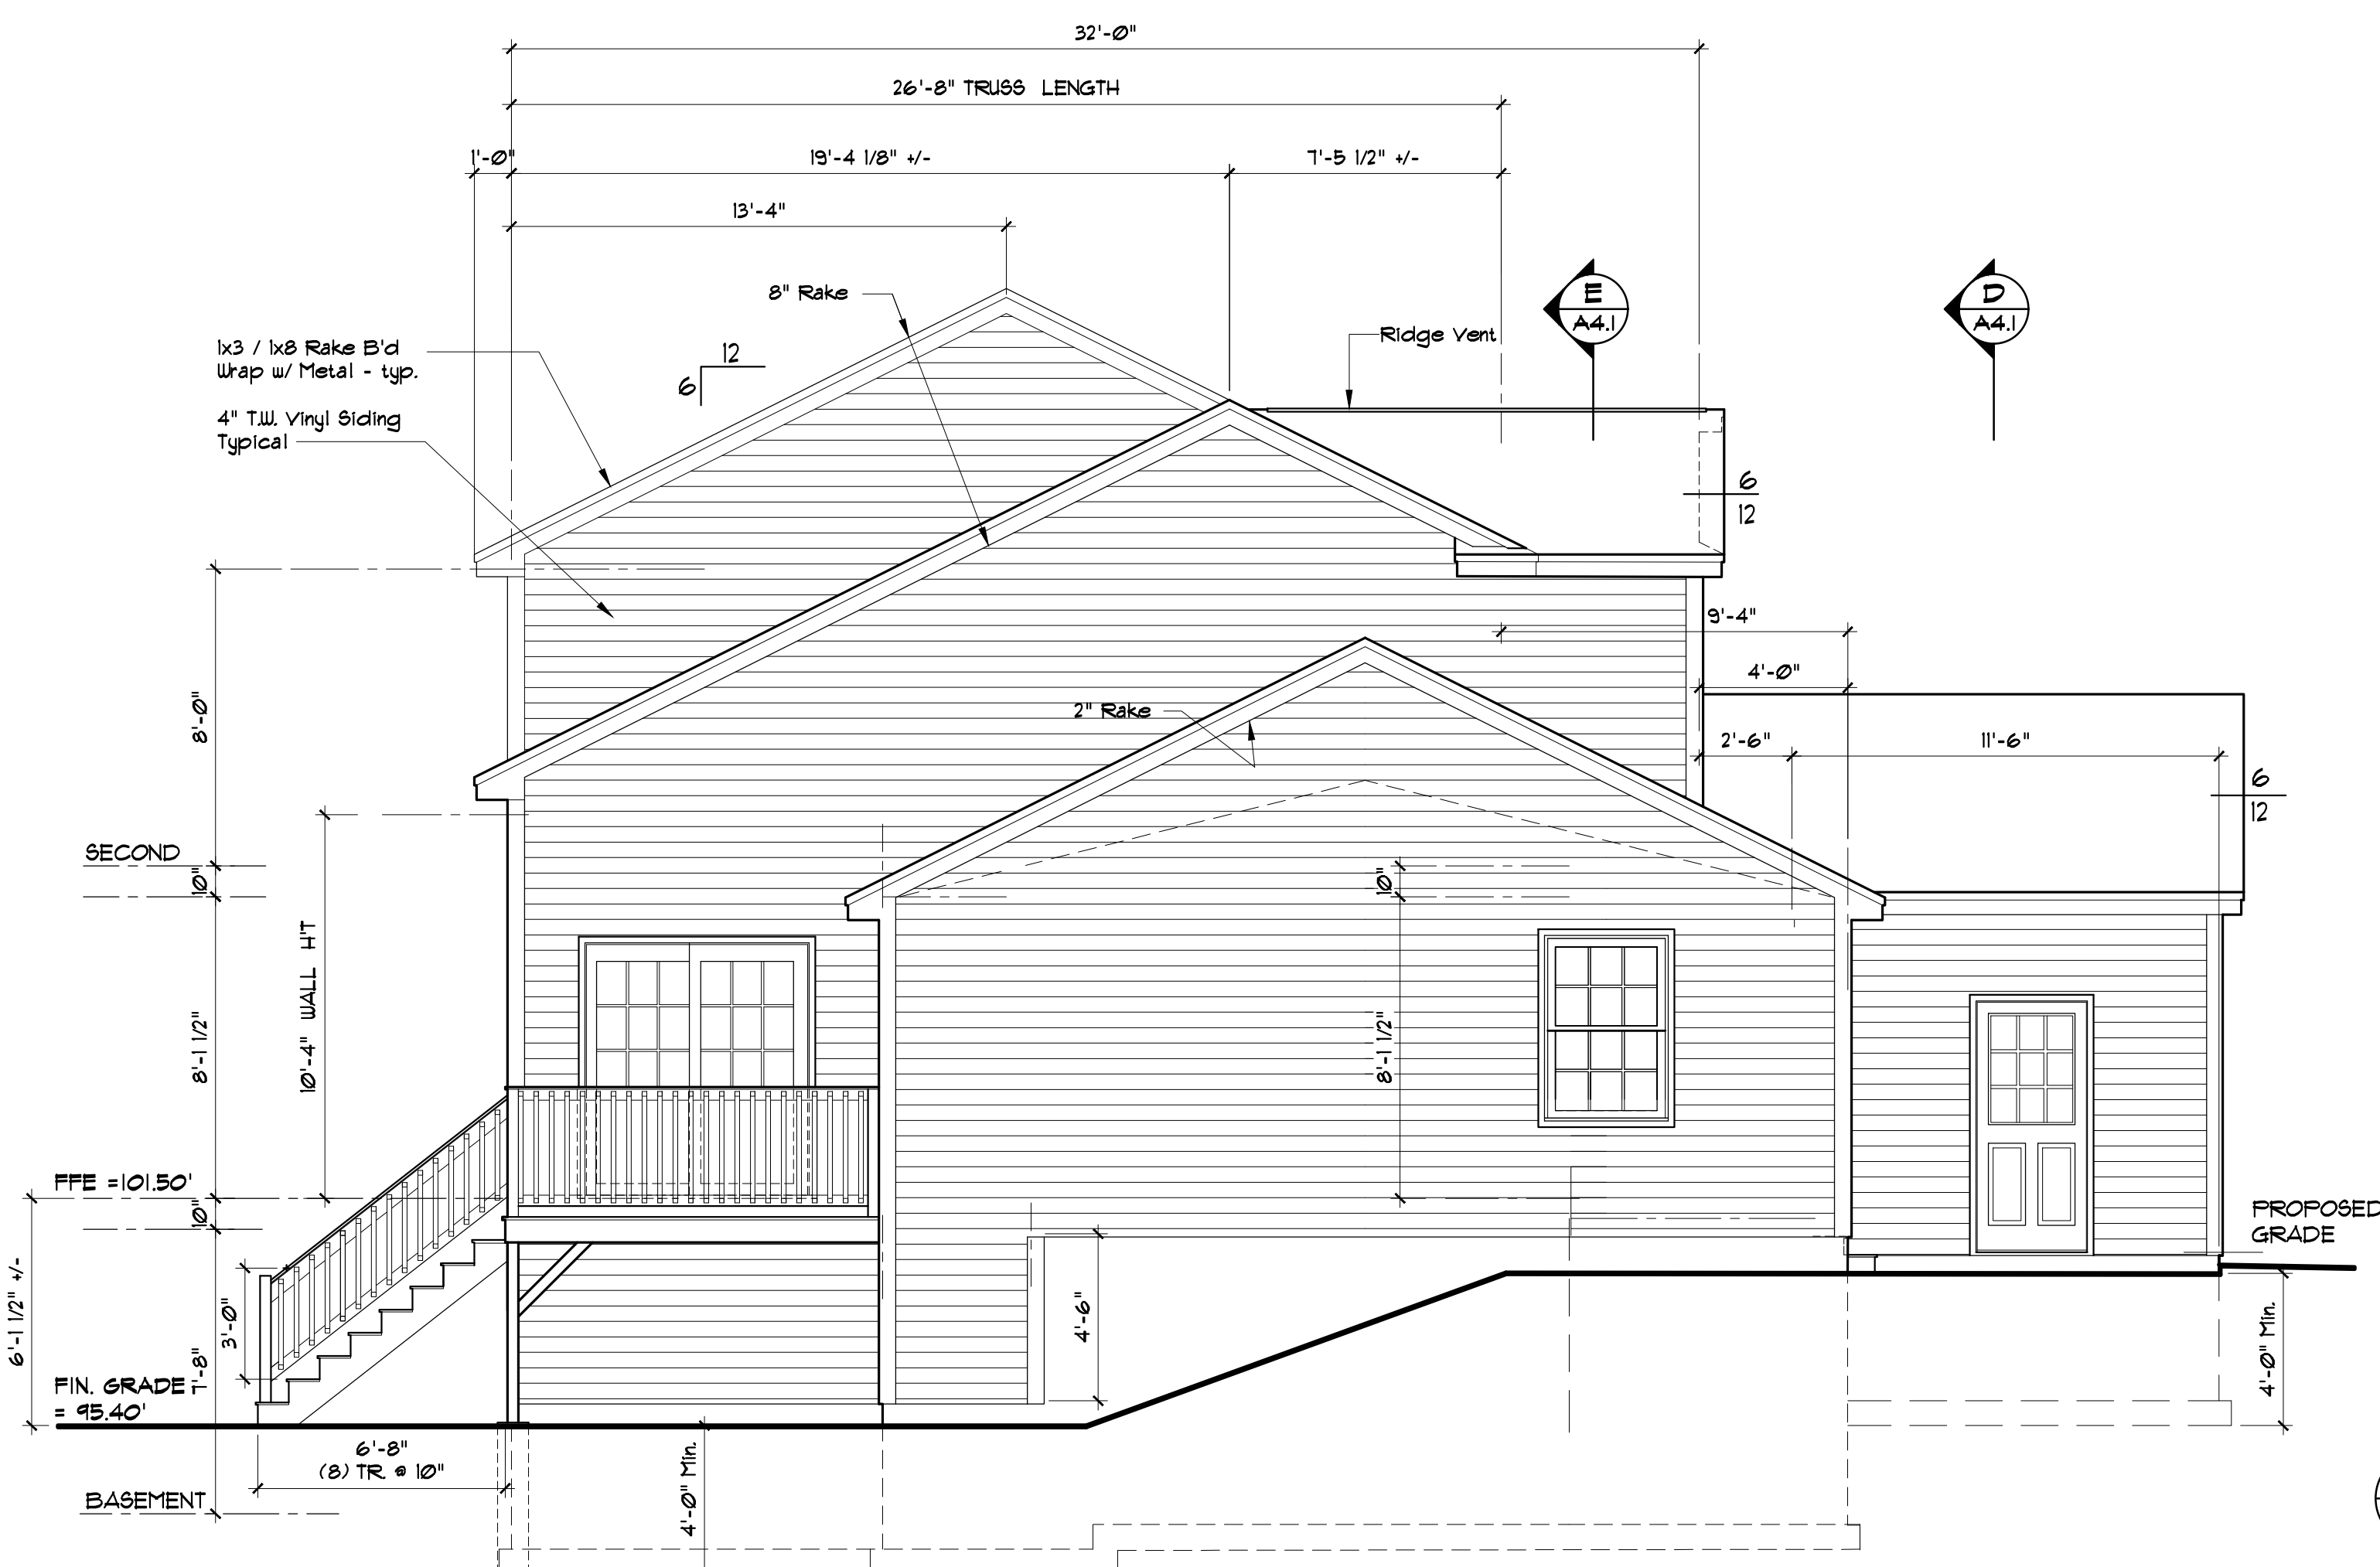 32'-0"
26'-8" TRUSS LENGTH
1'-0"
19'-4 1/8" +/-
7'-5 1/2" +/-
13'-4"
8" Rake
E
A4.1
D
A4.1
Ridge Vent
1x3 / 1x8 Rake B'd
Wrap w/ Metal - typ.
12
6
4" T.W. Vinyl Siding
Typical
6
12
9'-4"
4'-0"
2" Rake
8'-0"
2'-6"
11'-6"
6
12
SECOND
10"
10"
10'-4" WALL H'T
8'-1 1/2"
8'-1 1/2"
FFE =101.50'
10"
PROPOSED
GRADE
6'-1 1/2" +/-
3'-0"
4'-6"
4'-0" Min.
7'-8"
FIN. GRADE
= 95.40'
6'-8"
(8) TR. @ 10"
4'-0" Min.
BASEMENT